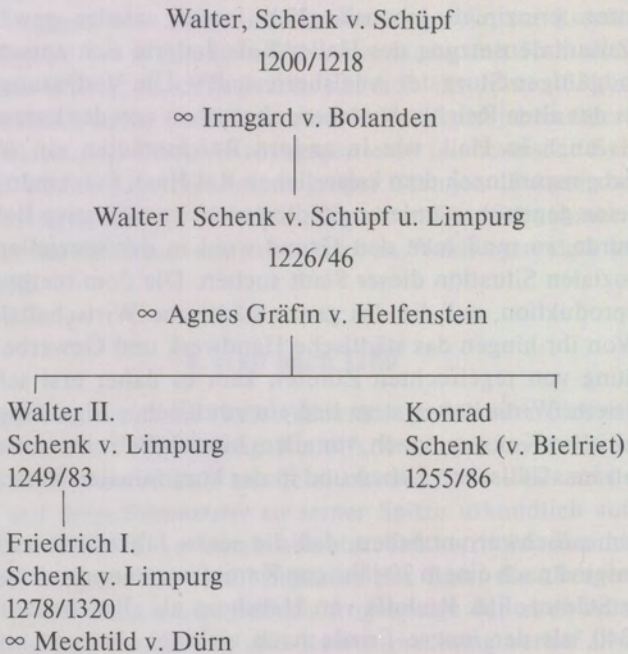 Walter, Schenk v. Schüpf
1200/1218
∞ Irmgard v. Bolanden
Walter I Schenk v. Schüpf u. Limpurg
1226/46
∞ Agnes Gräfin v. Helfenstein
Walter II.
Schenk v. Limpurg
1249/83
Konrad
Schenk (v. Bielriet)
1255/86
Friedrich I.
Schenk v. Limpurg
1278/1320
∞ Mechtild v. Dürn